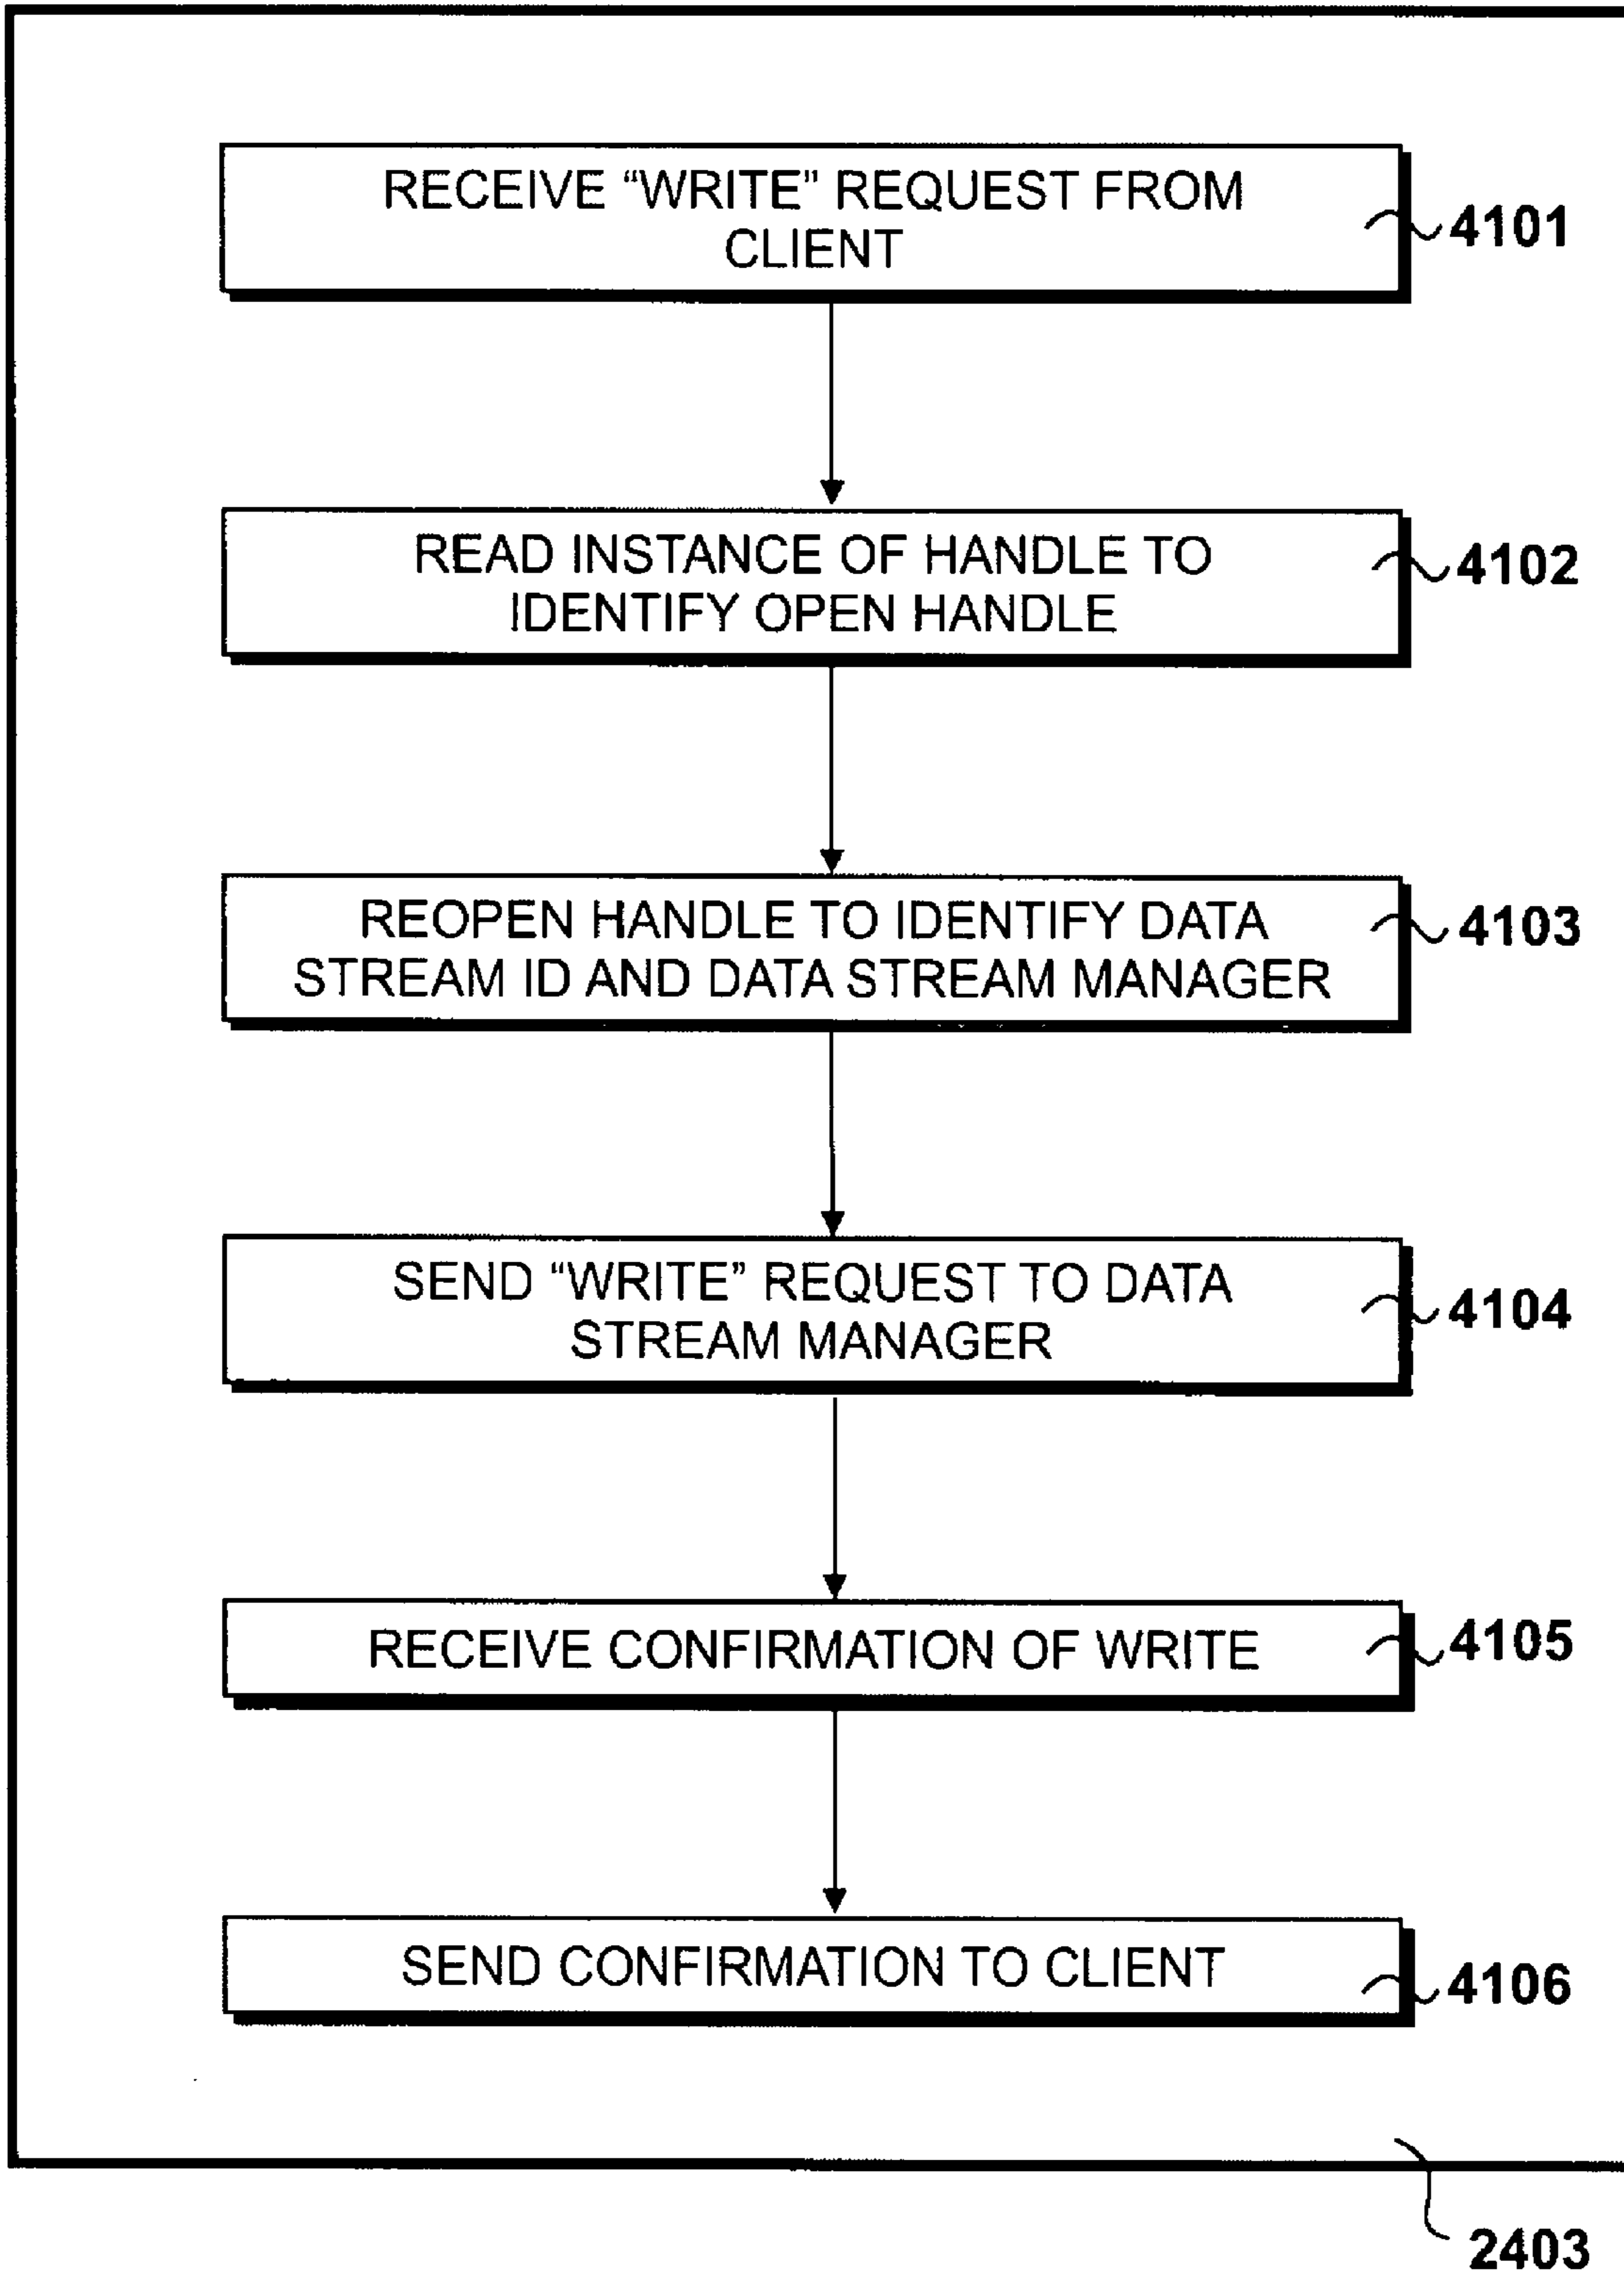 RECEIVE “WRITE” REQUEST FROM
CLIENT
4101
READ INSTANCE OF HANDLE TO
IDENTIFY OPEN HANDLE
4102
REOPEN HANDLE TO IDENTIFY DATA
STREAM ID AND DATA STREAM MANAGER
4103
SEND “WRITE” REQUEST TO DATA
STREAM MANAGER
4104
RECEIVE CONFIRMATION OF WRITE
4105
SEND CONFIRMATION TO CLIENT
4106
2403